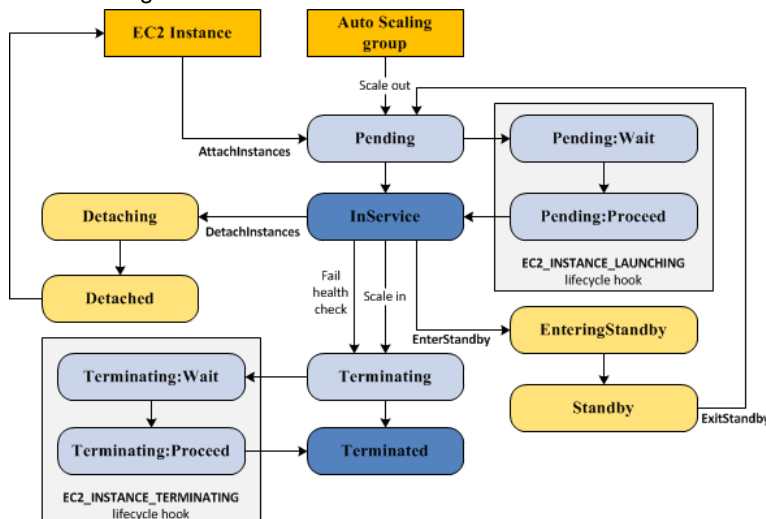 EC2 Instance
Auto Scaling
group
Scale out
AttachInstances
Pending
Pending:Wait
Pending:Proceed
EC2_INSTANCE_LAUNCHING
lifecycle hook
InService
DetachInstances
Detaching
Detached
Fail
health
check
Scale in
EnterStandby
EnteringStandby
Standby
ExitStandby
Terminating
Terminating:Wait
Terminating:Proceed
EC2_INSTANCE_TERMINATING
lifecycle hook
Terminated